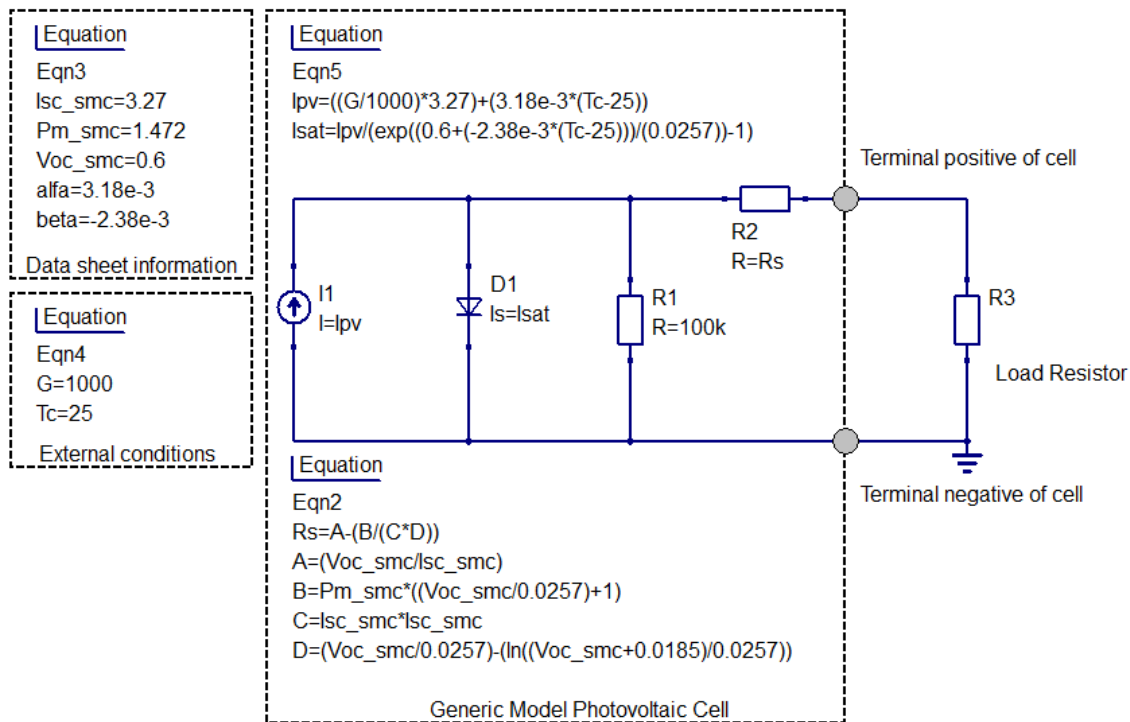 Equation
Eqn3
Isc_smc=3.27
Pm_smc=1.472
Voc_smc=0.6
alfa=3.18e-3
beta=-2.38e-3
Data sheet information
Equation
Eqn4
G=1000
Tc=25
External conditions
Equation
Eqn5
Ipv=((G/1000)*3.27)+(3.18e-3*(Tc-25))
Isat=Ipv/(exp((0.6+(-2.38e-3*(Tc-25)))/(0.0257))-1)
I1
I=Ipv
D1
Is=Isat
R1
R=100k
R2
R=Rs
Terminal positive of cell
R3
Load Resistor
Terminal negative of cell
Equation
Eqn2
Rs=A-(B/(C*D))
A=(Voc_smc/Isc_smc)
B=Pm_smc*((Voc_smc/0.0257)+1)
C=Isc_smc*Isc_smc
D=(Voc_smc/0.0257)-(ln((Voc_smc+0.0185)/0.0257))
Generic Model Photovoltaic Cell